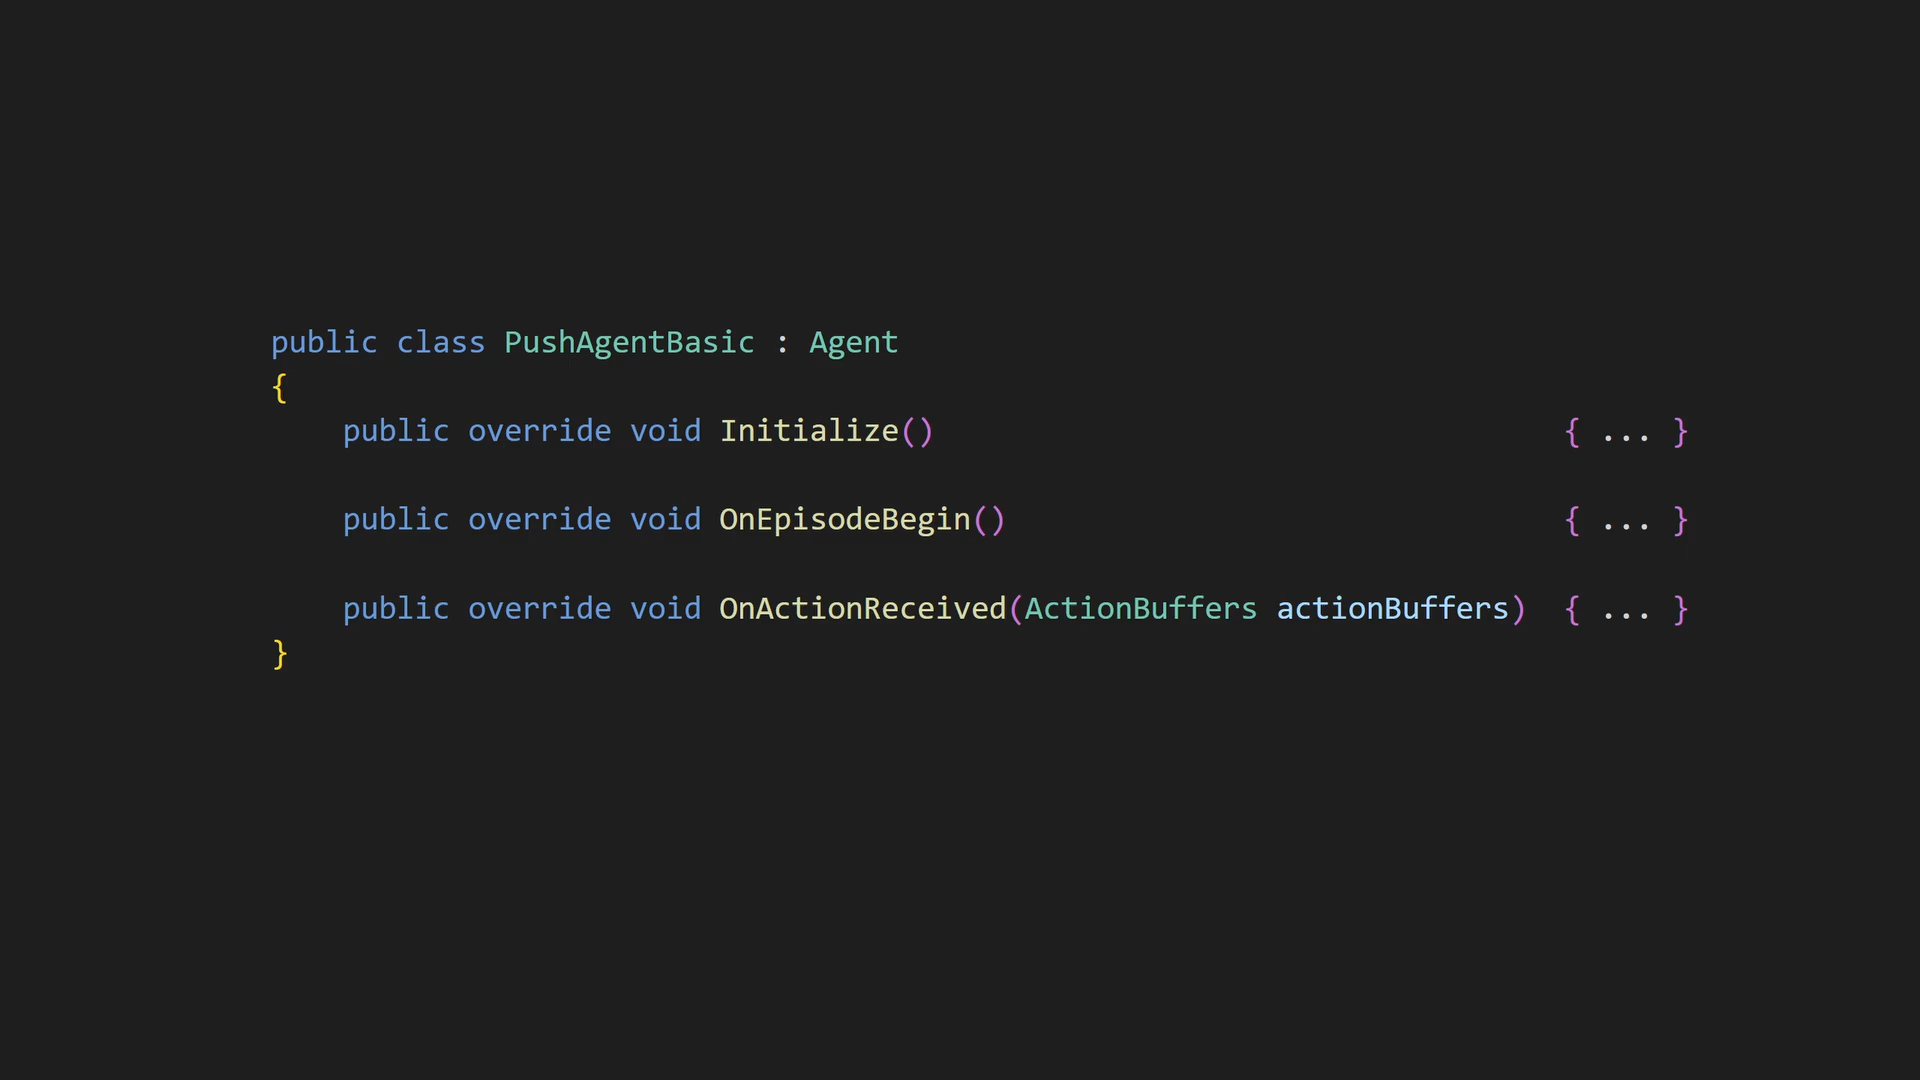 public class PushAgentBasic : Agent
{
public override void Initialize() { ... }
public override void OnEpisodeBegin() { ... }
public override void OnActionReceived(ActionBuffers actionBuffers) { ... }
}